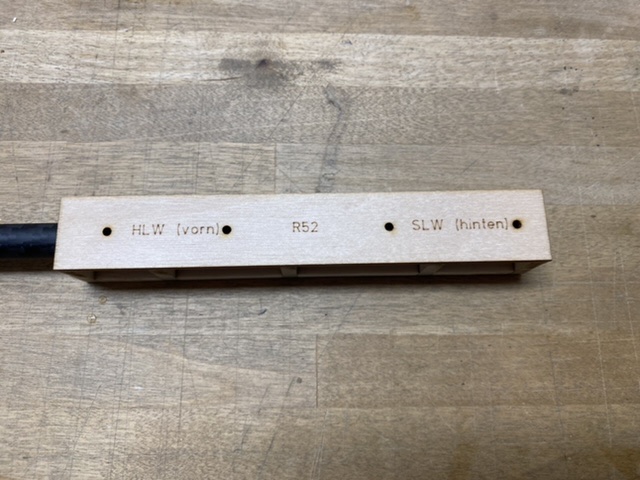 HLW (vorn) R52 SLW (hinten)